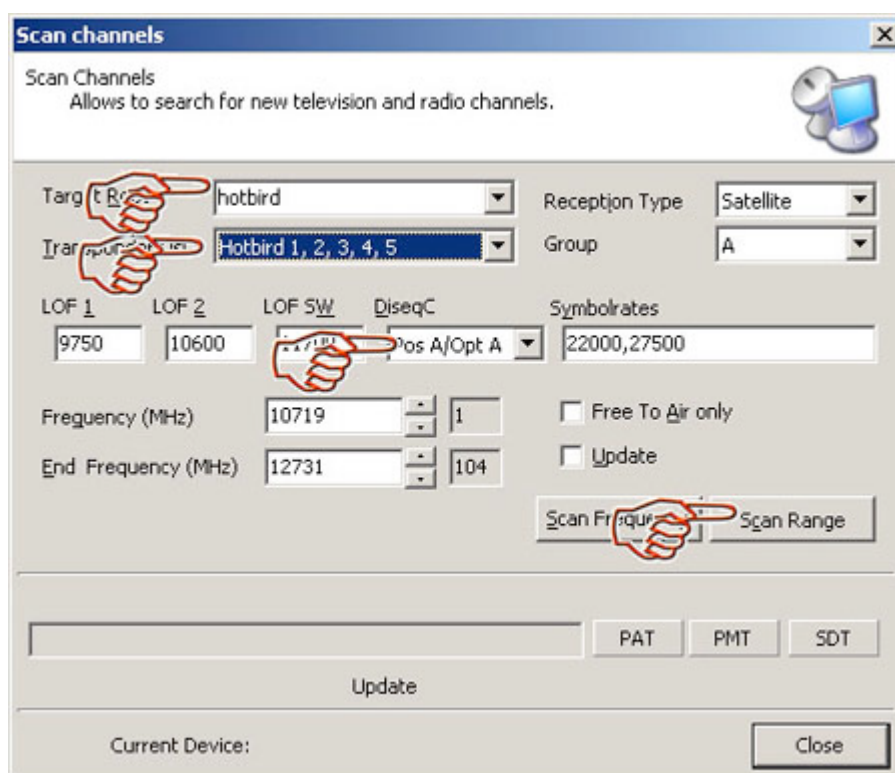 Scan channels
Scan Channels
Allows to search for new television and radio channels.
hotbird
Reception Type
Satellite
Hotbird 1, 2, 3, 4, 5
Group
A
LOF 1 LOF 2 LOF SW DiseqC Symbolrates
9750 10600 Pos A/Opt A 22000,27500
Frequency (MHz) 10719 1 Free To Air only
End Frequency (MHz) 12731 104 Update
Scan Scan Range
PAT PMT SDT
Update
Current Device:
Close